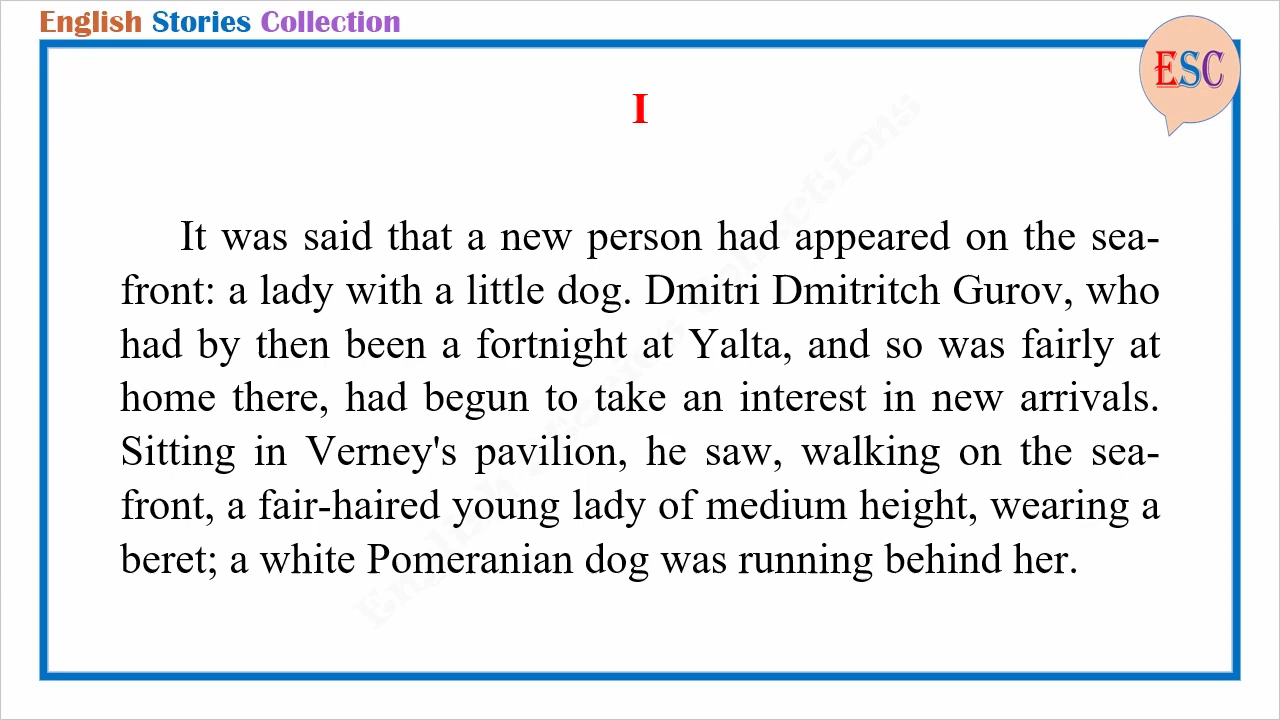 English Stories Collection
ESC
I
It was said that a new person had appeared on the sea-
front: a lady with a little dog. Dmitri Dmitritch Gurov, who
had by then been a fortnight at Yalta, and so was fairly at
home there, had begun to take an interest in new arrivals.
Sitting in Verney's pavilion, he saw, walking on the sea-
front, a fair-haired young lady of medium height, wearing a
beret; a white Pomeranian dog was running behind her.
English Stories Collections